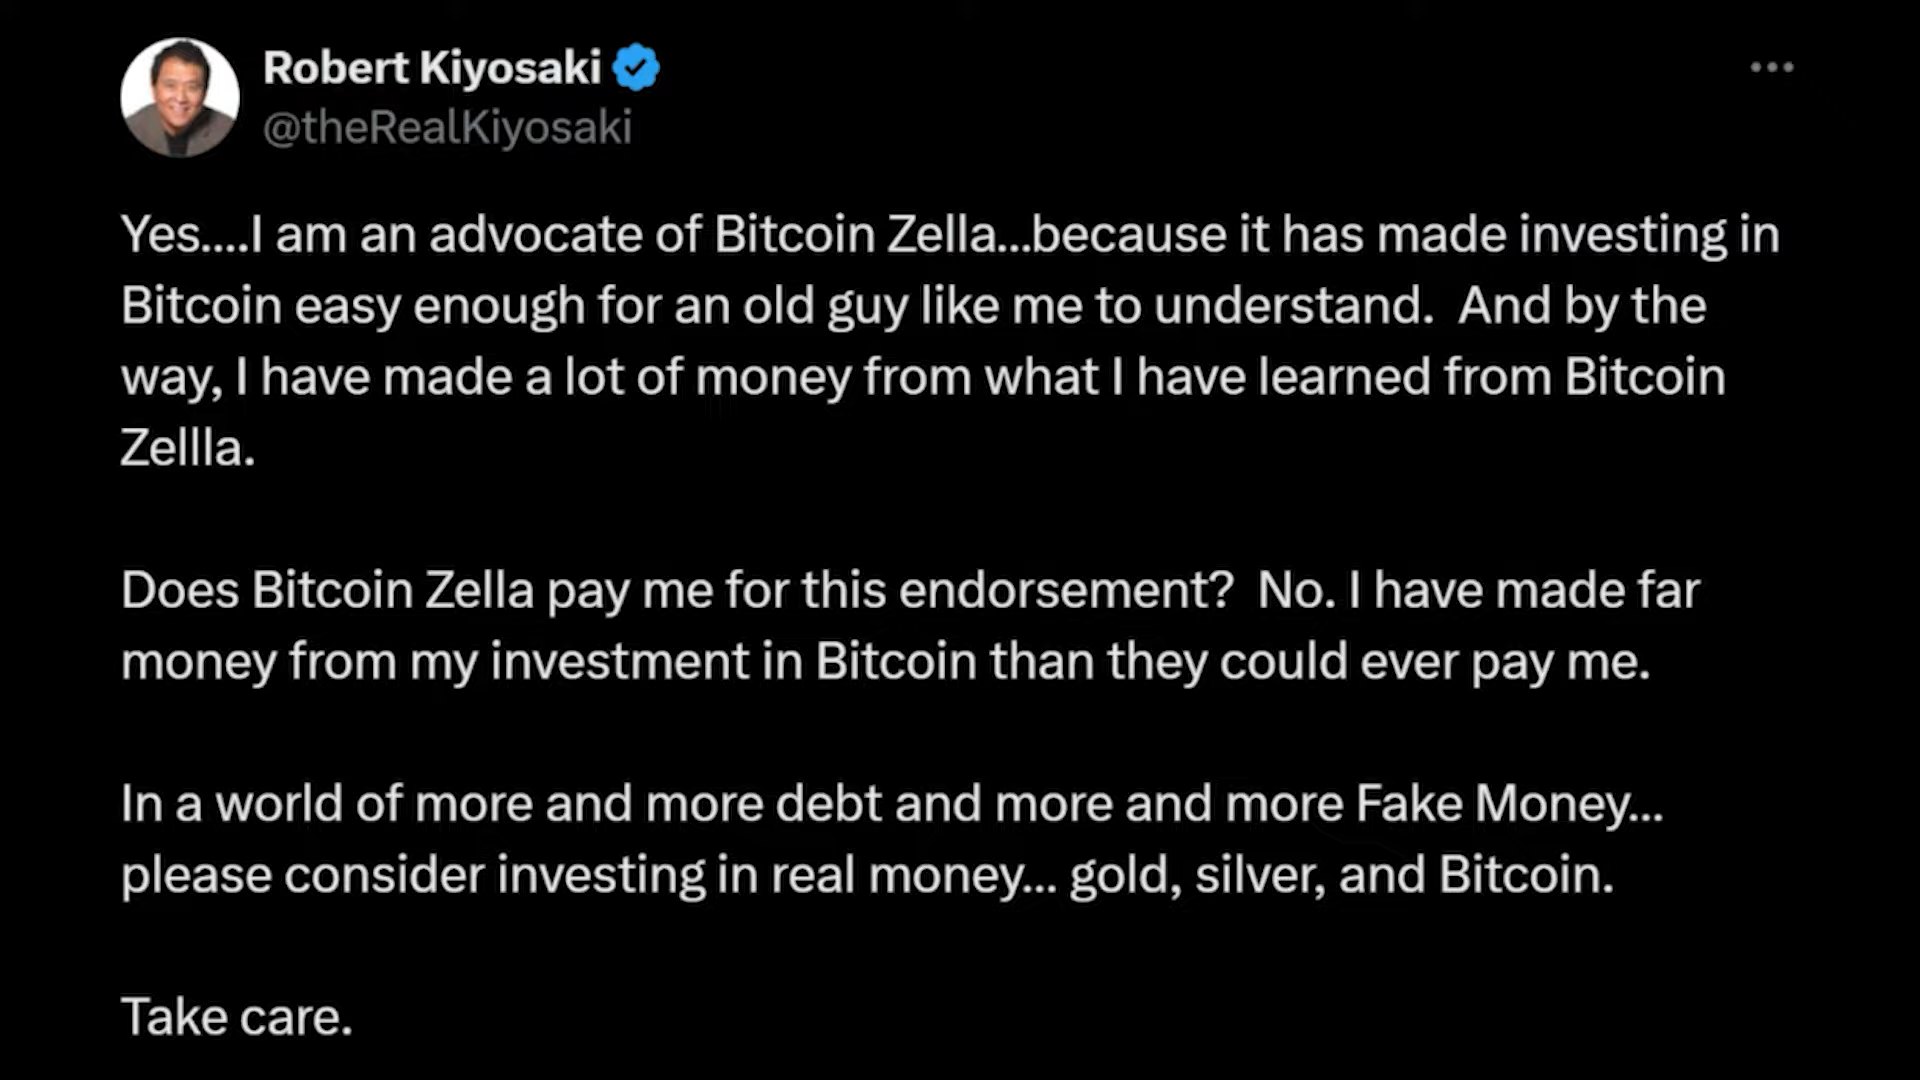 Robert Kiyosaki
@theRealKiyosaki
Yes....I am an advocate of Bitcoin Zella...because it has made investing in
Bitcoin easy enough for an old guy like me to understand.  And by the
way, I have made a lot of money from what I have learned from Bitcoin
Zellla.
Does Bitcoin Zella pay me for this endorsement?  No. I have made far
money from my investment in Bitcoin than they could ever pay me.
In a world of more and more debt and more and more Fake Money...
please consider investing in real money... gold, silver, and Bitcoin.
Take care.